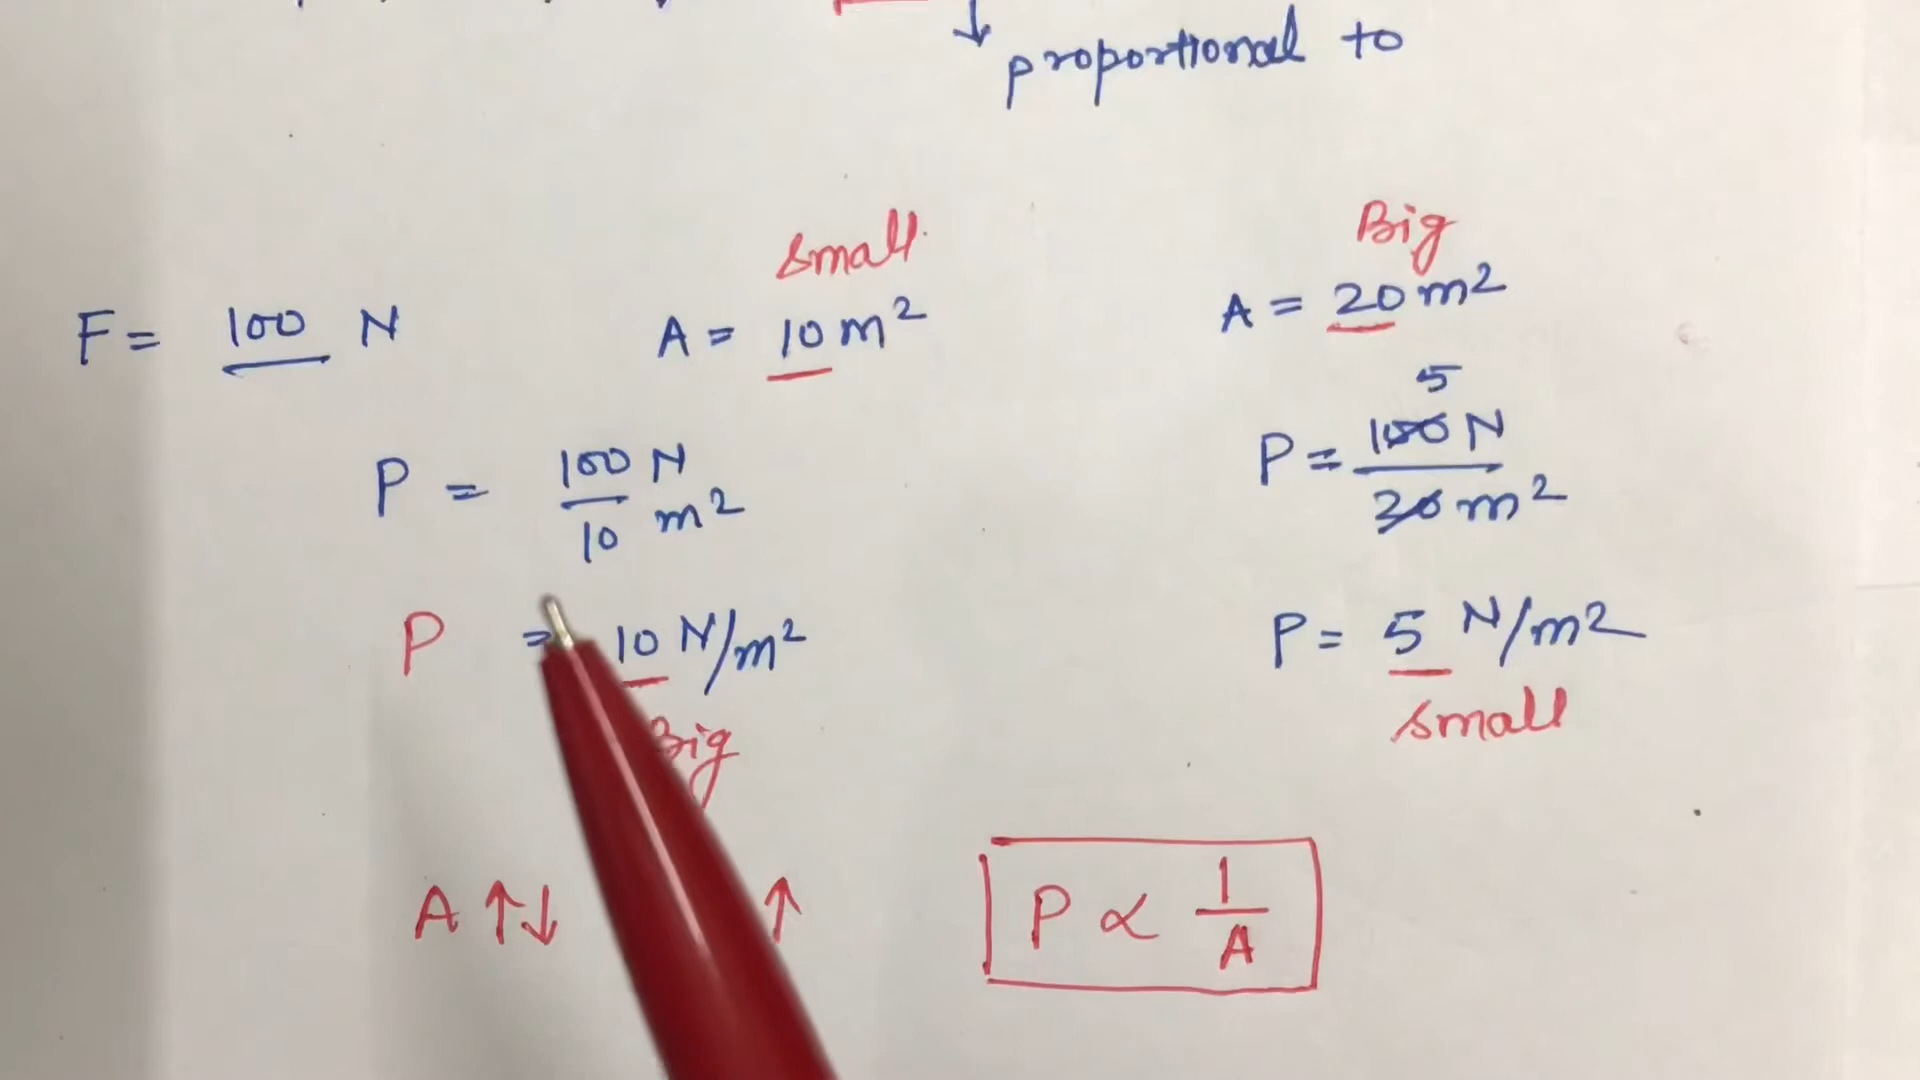 proportional to
small
Big
F = 100 N
A = 10 m²
A = 20 m²
P = 100 N / 10 m²
5
P = 100 N / 20 m²
P = 10 N/m²
P = 5 N/m²
Big
small
A ↑↓ ↑
P ∝ 1/A